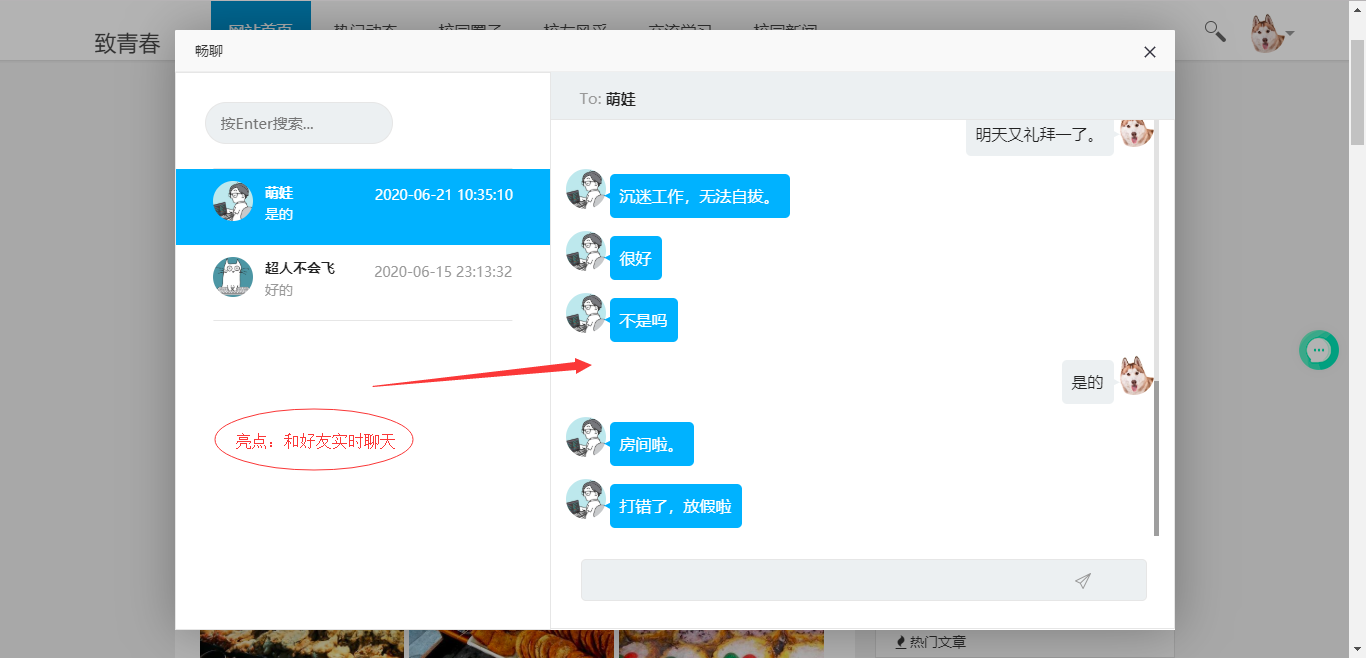 致青春
网站首页
热门动态
校园圈子
校友风采
交流学习
校园新闻
畅聊
按Enter搜索...
萌娃
2020-06-21 10:35:10
是的
超人不会飞
2020-06-15 23:13:32
好的
亮点：和好友实时聊天
To: 萌娃
明天又礼拜一了。
沉迷工作，无法自拔。
很好
不是吗
是的
房间啦。
打错了，放假啦
热门文章